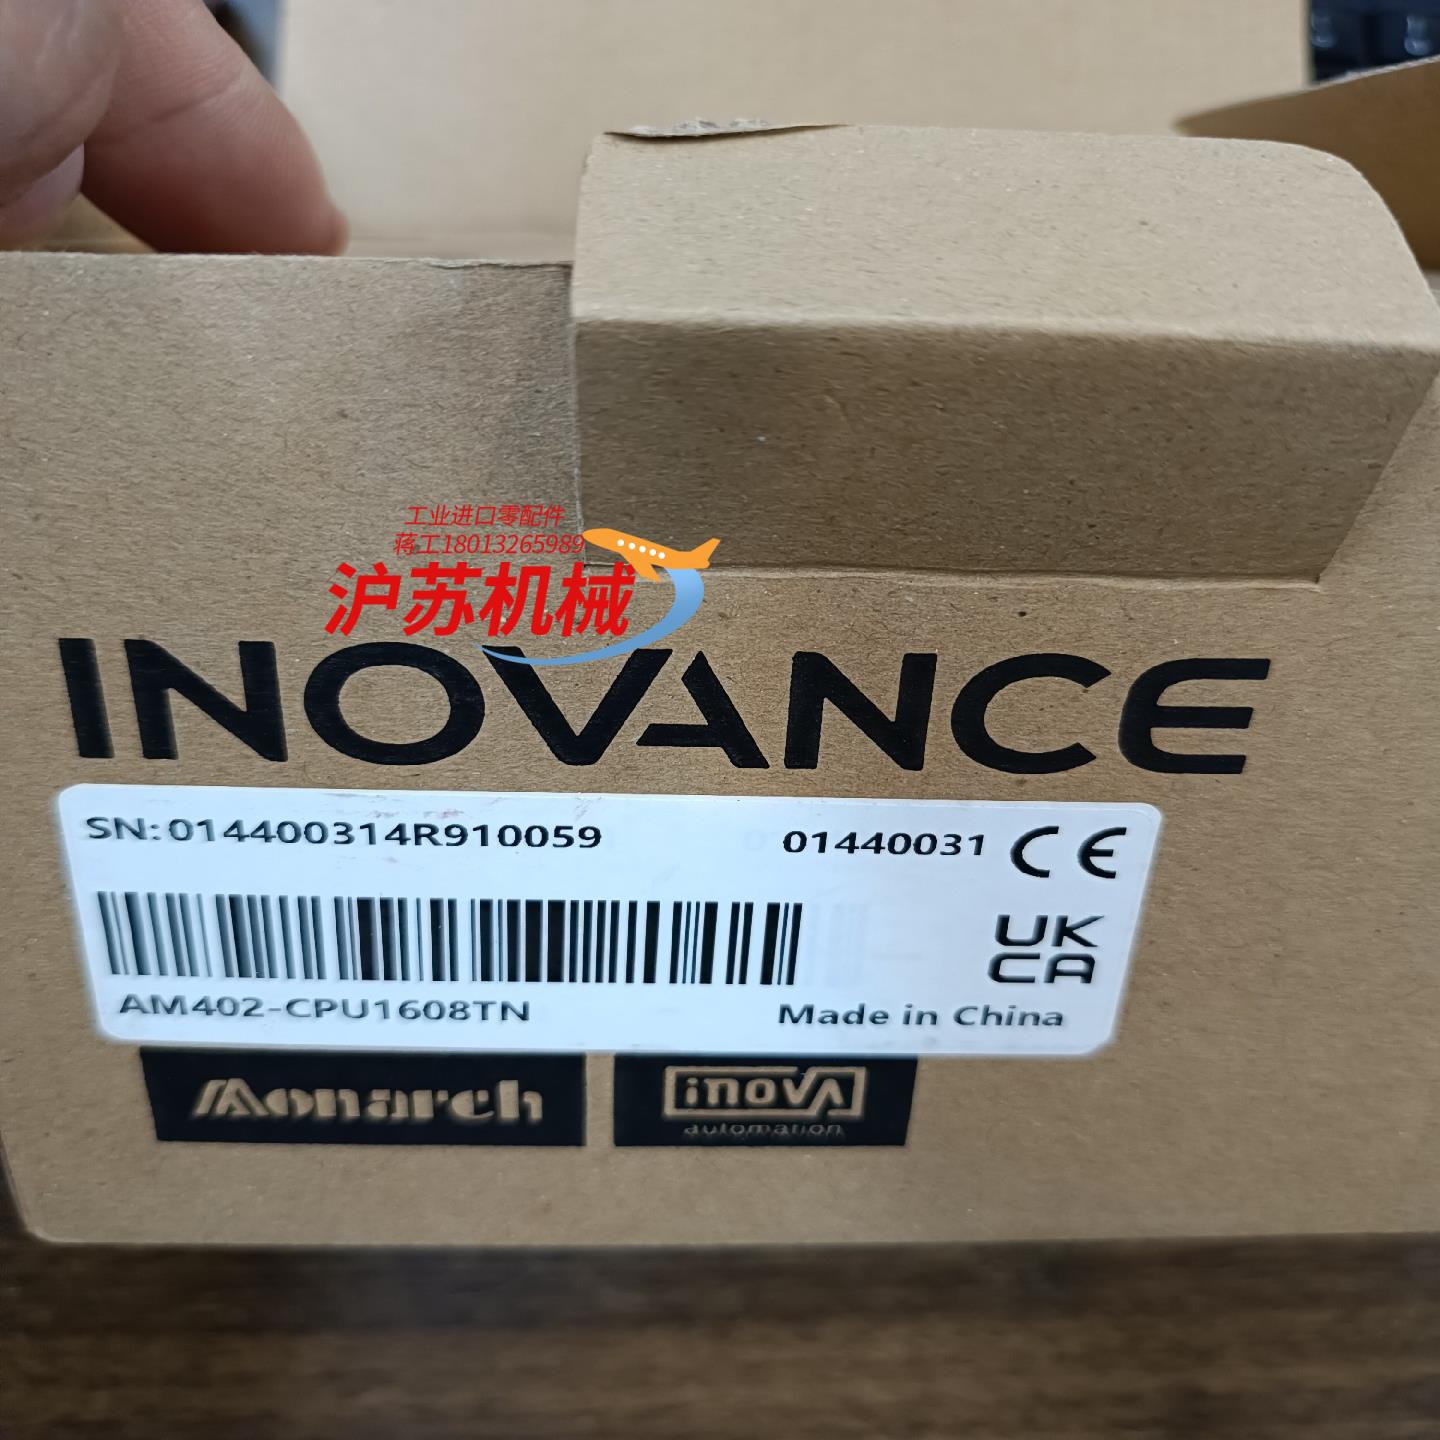 工业进口零配件
蒋工18013265989
沪苏机械
INOVANCE
SN:014400314R910059
01440031 CE
UK
CA
AM402-CPU1608TN
Made in China
Monarch
inovA
automation